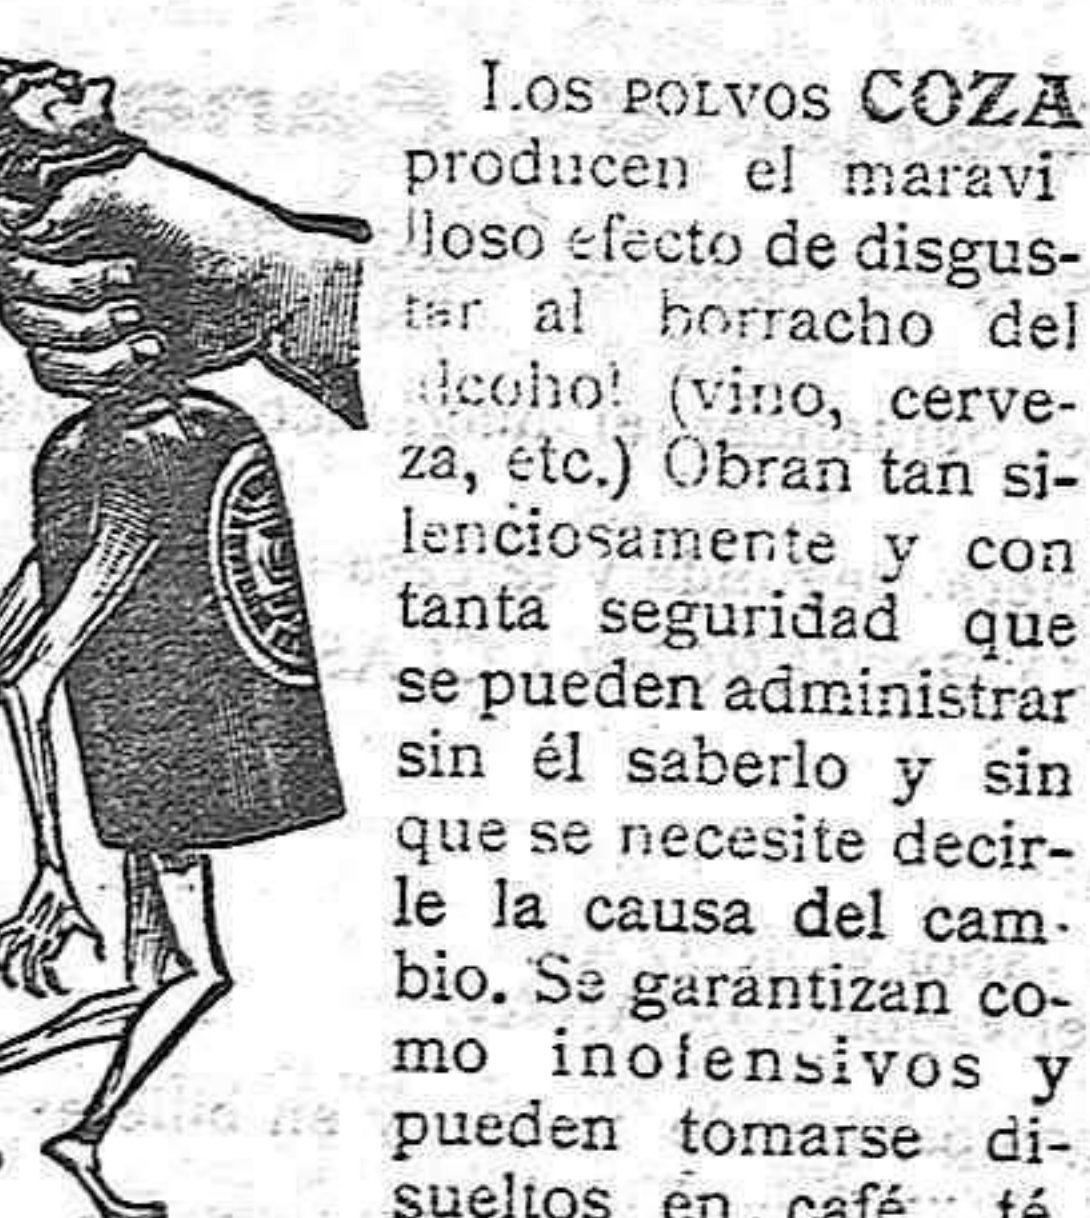 Los polvos COZA
producen el maravi
lloso efecto de disgus-
tar al borracho del
alcohol (vino, cerve-
za, etc.) Obran tan si-
lenciosamente y con
tanta seguridad que
se pueden administrar
sin él saberlo y sin
que se necesite decir-
le la causa del cam-
bio. Se garantizan co-
mo inofensivos y
pueden tomarse di-
sueltos en café té